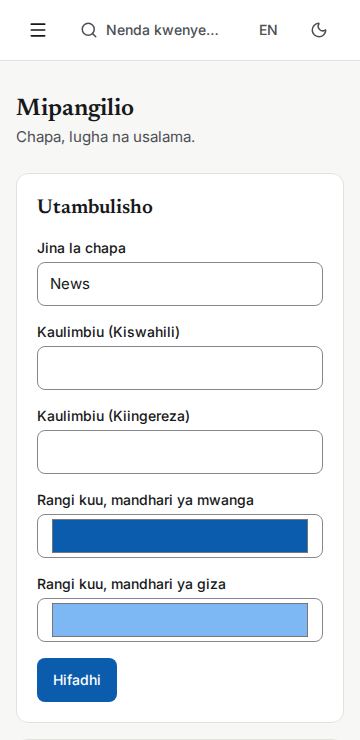 Nenda kwenye...
EN
Mipangilio
Chapa, lugha na usalama.
Utambulisho
Jina la chapa
News
Kaulimbiu (Kiswahili)
Kaulimbiu (Kiingereza)
Rangi kuu, mandhari ya mwanga
Rangi kuu, mandhari ya giza
Hifadhi